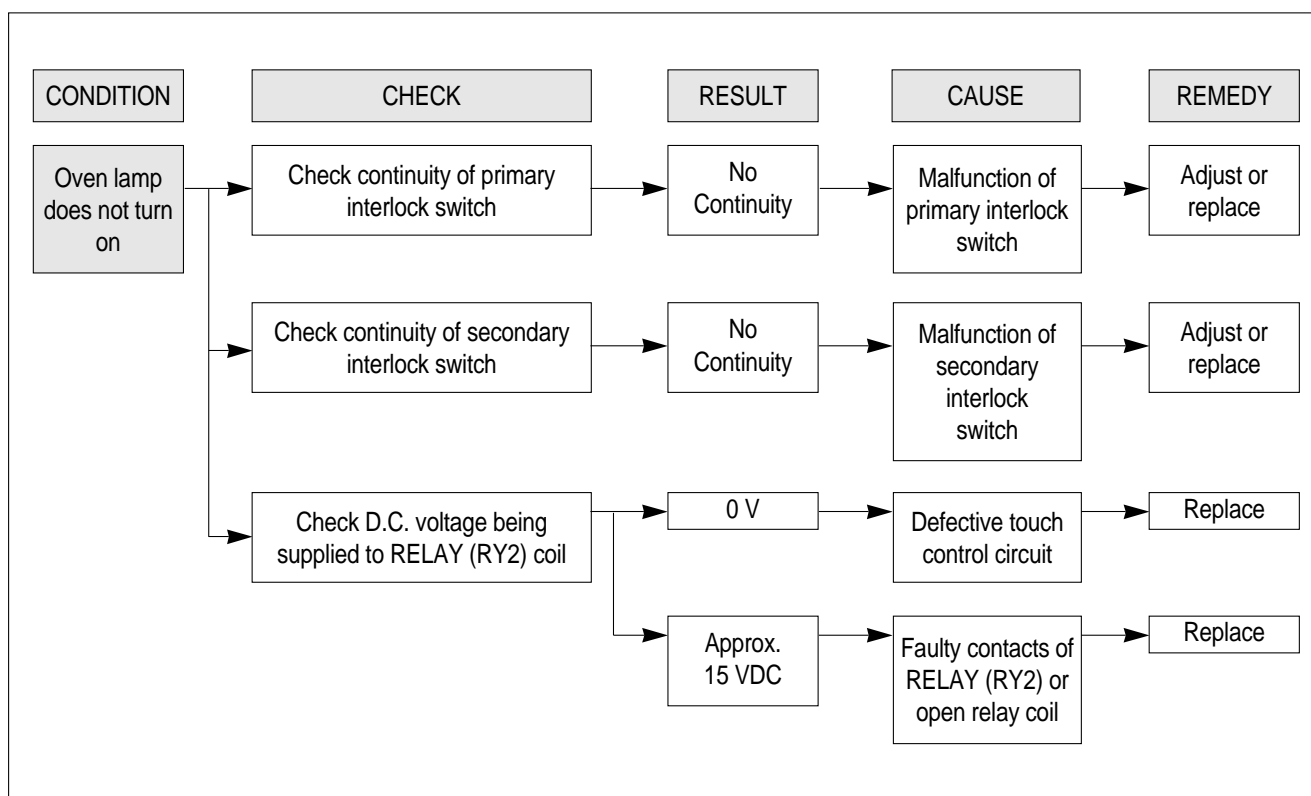 CONDITION
CHECK
RESULT
CAUSE
REMEDY
Oven lamp
does not turn
on
Check continuity of primary
interlock switch
No
Continuity
Malfunction of
primary interlock
switch
Adjust or
replace
Check continuity of secondary
interlock switch
No
Continuity
Malfunction of
secondary
interlock
switch
Adjust or
replace
Check D.C. voltage being
supplied to RELAY (RY2) coil
0 V
Defective touch
control circuit
Replace
Approx.
15 VDC
Faulty contacts of
RELAY (RY2) or
open relay coil
Replace